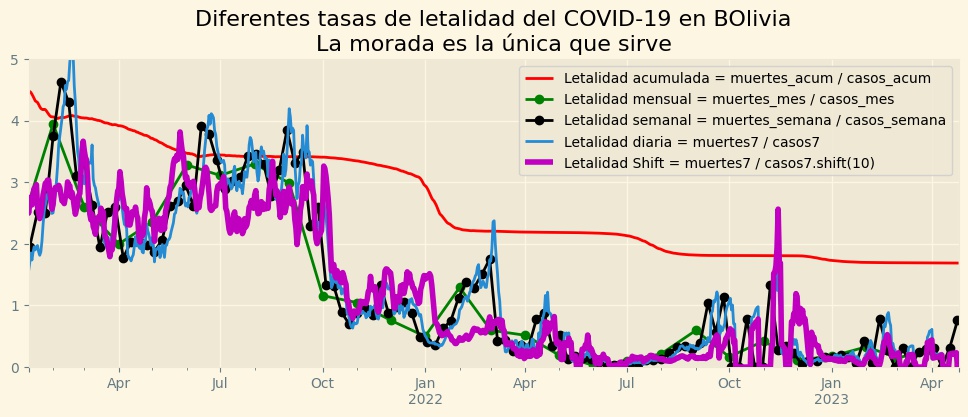 Diferentes tasas de letalidad del COVID-19 en BOlivia
La morada es la única que sirve
5
4
3
2
1
0
Letalidad acumulada = muertes_acum / casos_acum
Letalidad mensual = muertes_mes / casos_mes
Letalidad semanal = muertes_semana / casos_semana
Letalidad diaria = muertes7 / casos7
Letalidad Shift = muertes7 / casos7.shift(10)
Apr Jul Oct Jan Apr Jul Oct Jan Apr
2022 2023